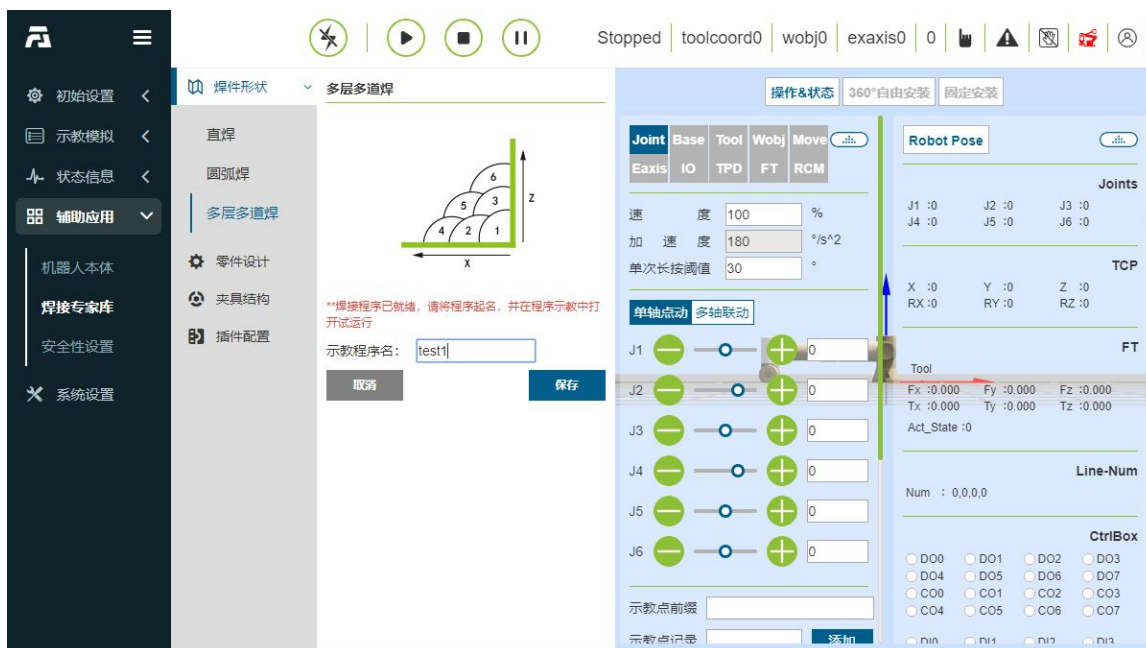 Stopped toolcoord0 wobj0 exaxis0 0
初始设置
示教模拟
状态信息
辅助应用
机器人本体
焊接专家库
安全性设置
系统设置
焊件形状
直焊
圆弧焊
多层多道焊
零件设计
夹具结构
插件配置
多层多道焊
6
5 3
4 2 1
Z
X
**焊接程序已就绪，请将程序起名，并在程序示教中打
开试运行
示教程序名： test1
取消 保存
操作&状态 360°自由安装 固定安装
Joint Base Tool Wobj Move
Eaxis IO TPD FT RCM
速 度 100 %
加 速 度 180 °/s^2
单次长按阈值 30 °
单轴点动 多轴联动
J1 0
J2 0
J3 0
J4 0
J5 0
J6 0
示教点前缀
示教点记录 添加
Robot Pose
Joints
J1 :0 J2 :0 J3 :0
J4 :0 J5 :0 J6 :0
TCP
X :0 Y :0 Z :0
RX :0 RY :0 RZ :0
FT
Tool
Fx :0.000 Fy :0.000 Fz :0.000
Tx :0.000 Ty :0.000 Tz :0.000
Act_State :0
Line-Num
Num : 0,0,0,0
CtrlBox
DO0 DO1 DO2 DO3
DO4 DO5 DO6 DO7
CO0 CO1 CO2 CO3
CO4 CO5 CO6 CO7
DI0 DI1 DI2 DI3